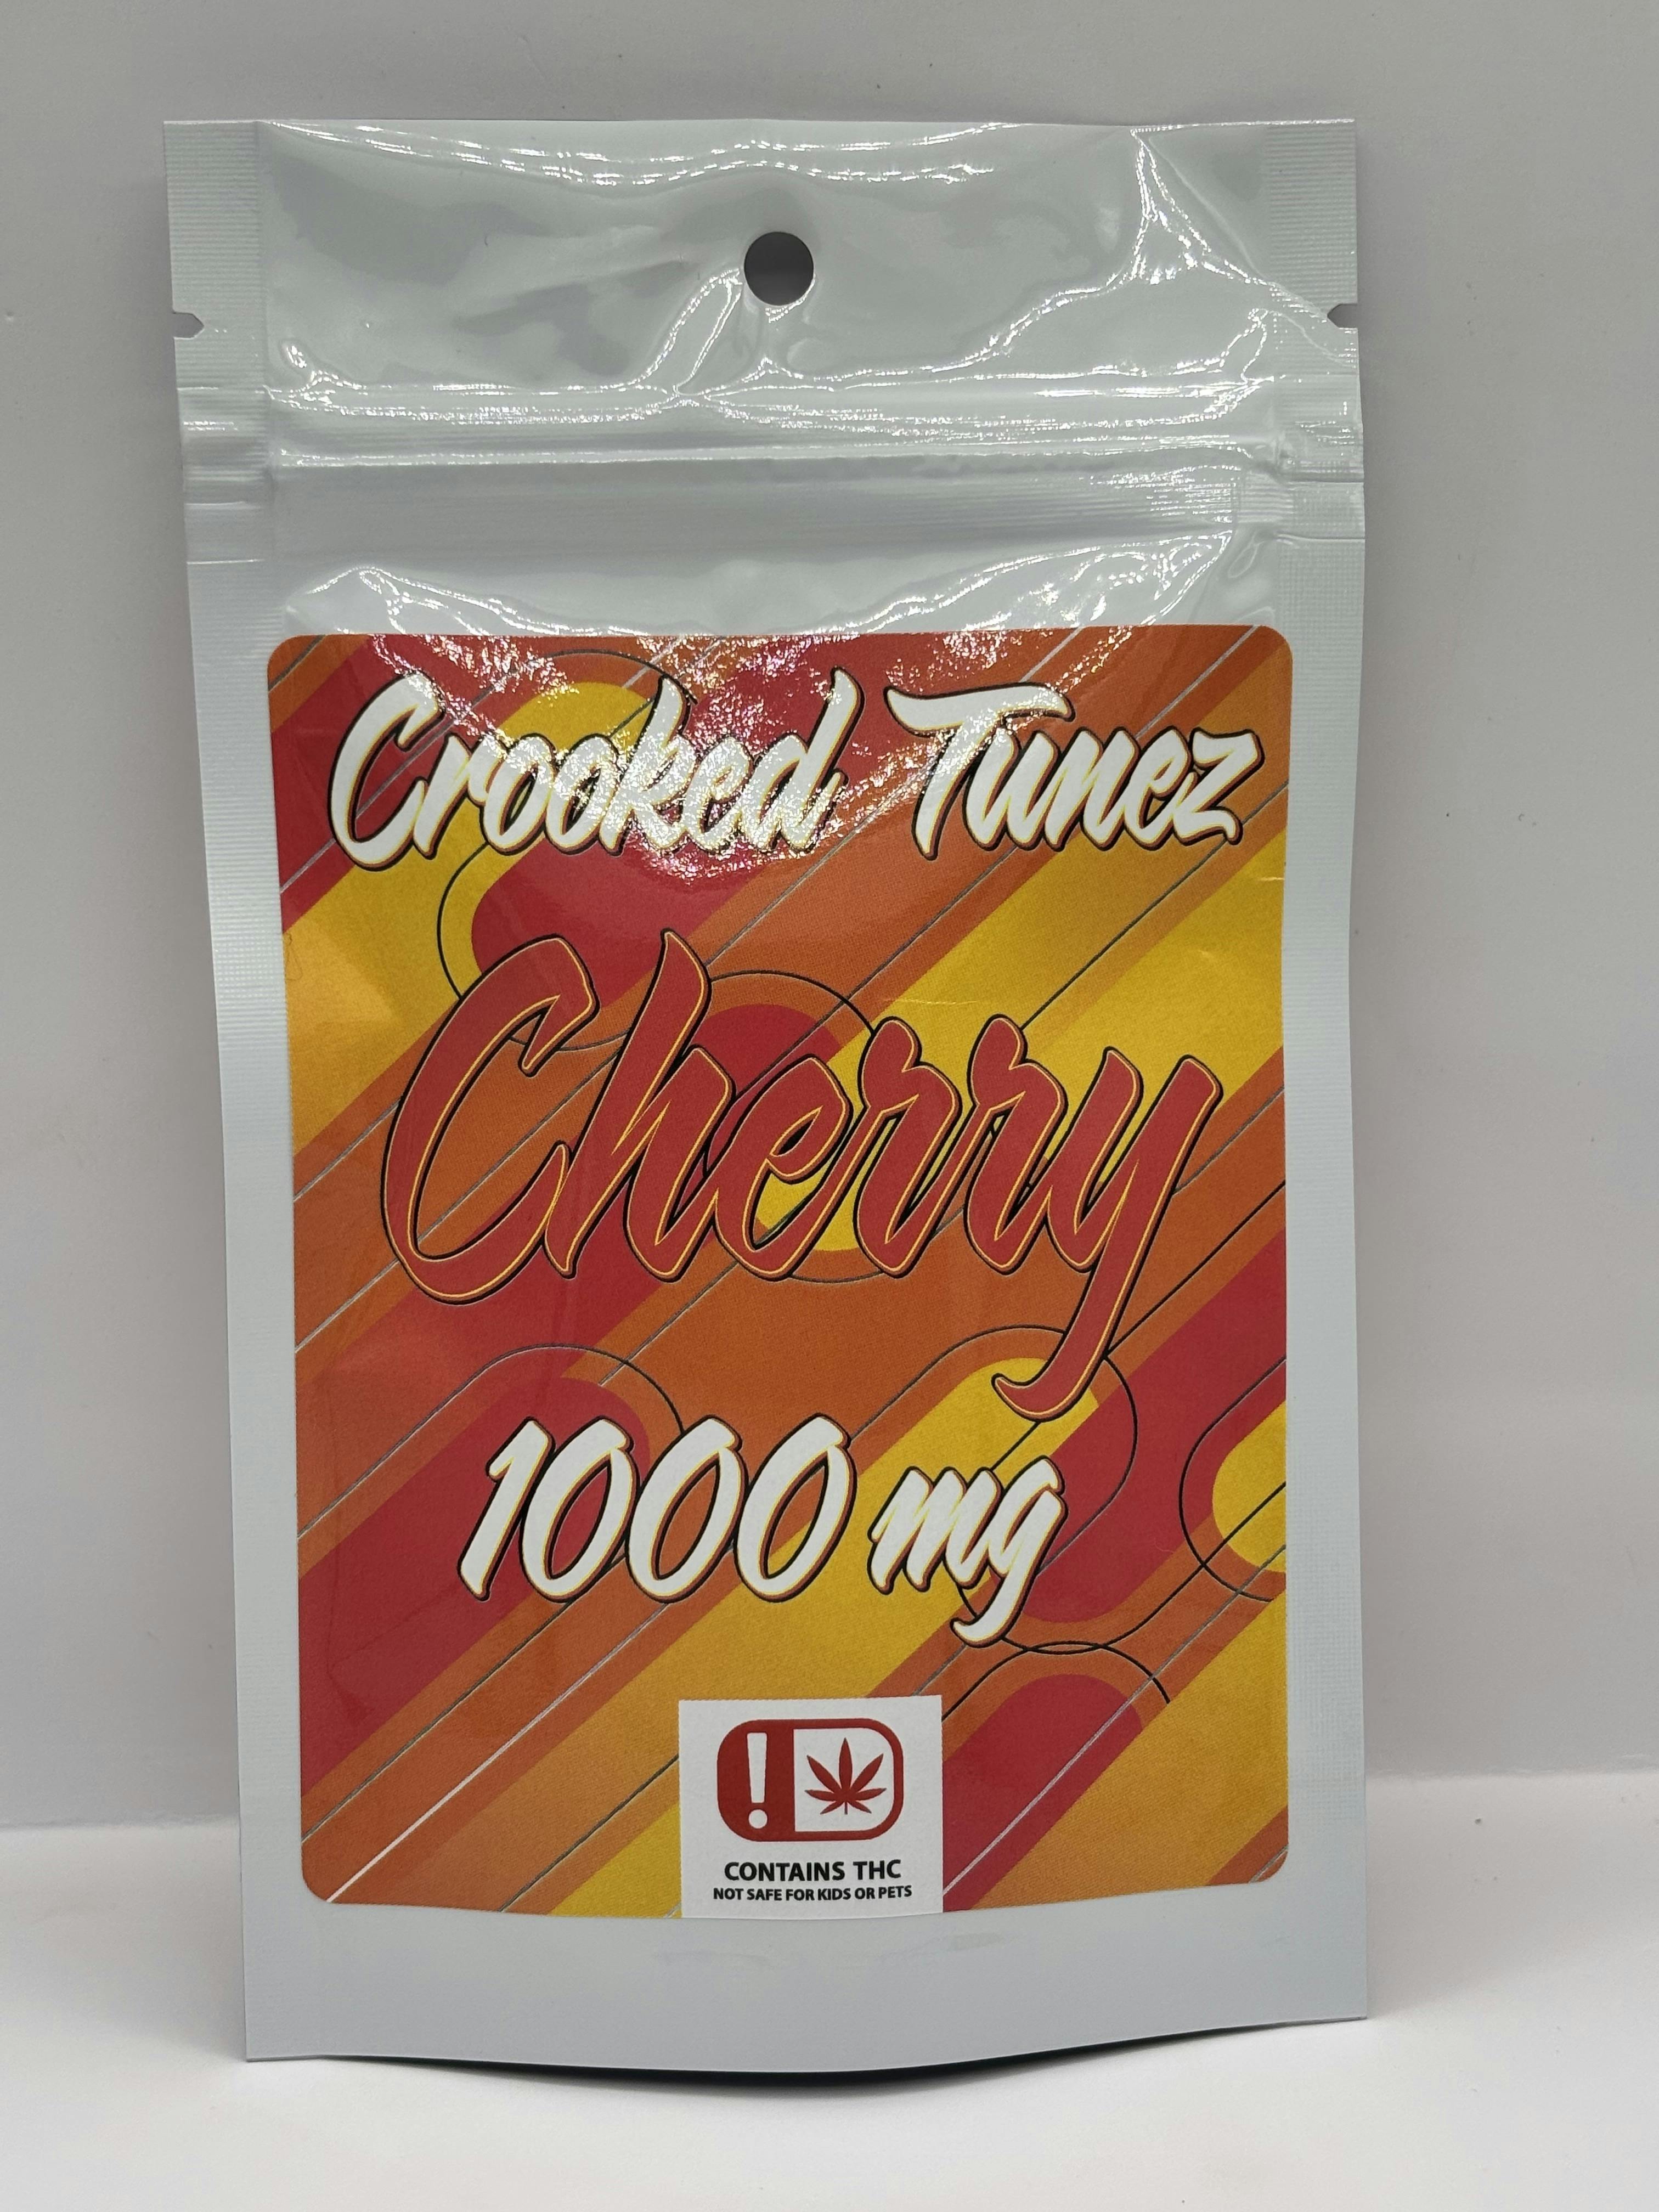 Crooked Tunez
Cherry
1000 mg
!
CONTAINS THC
NOT SAFE FOR KIDS OR PETS